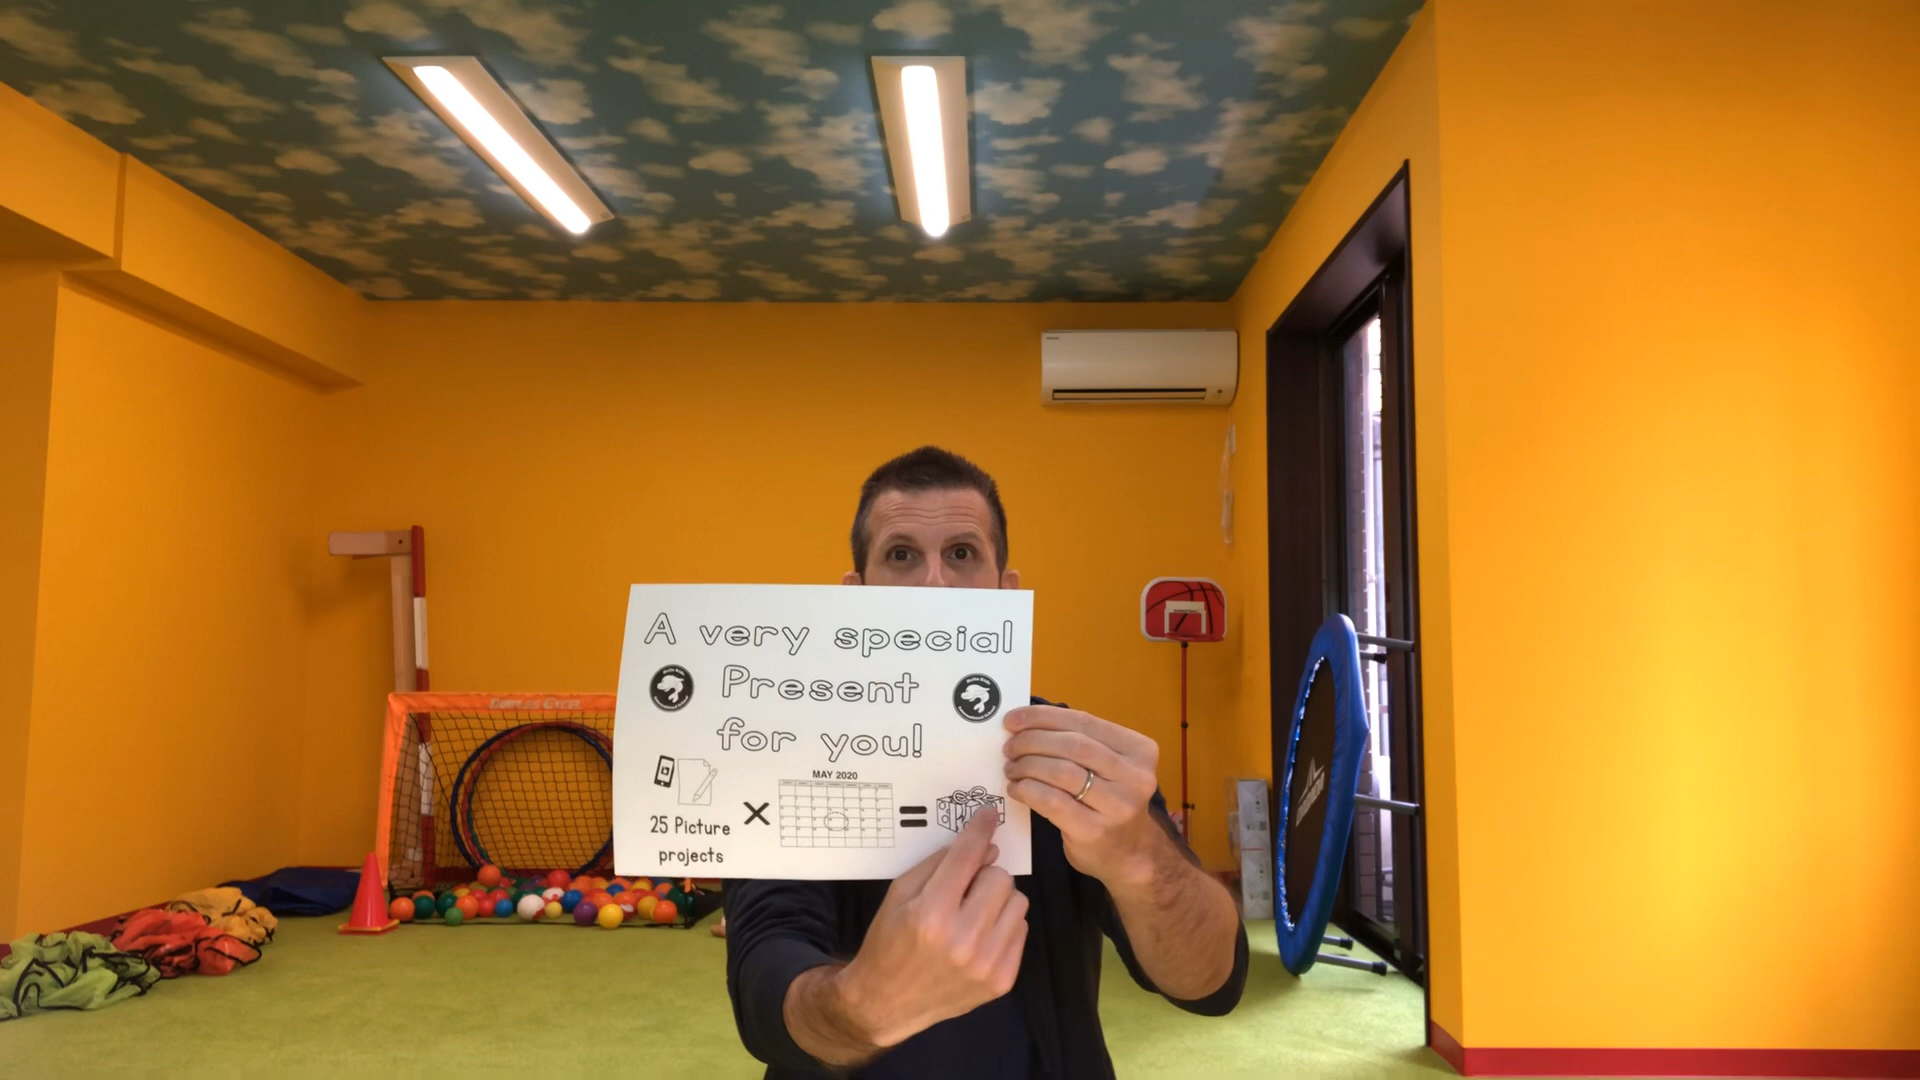 A very special
Present
for you!
MAY 2020
25 Picture
projects
X
=